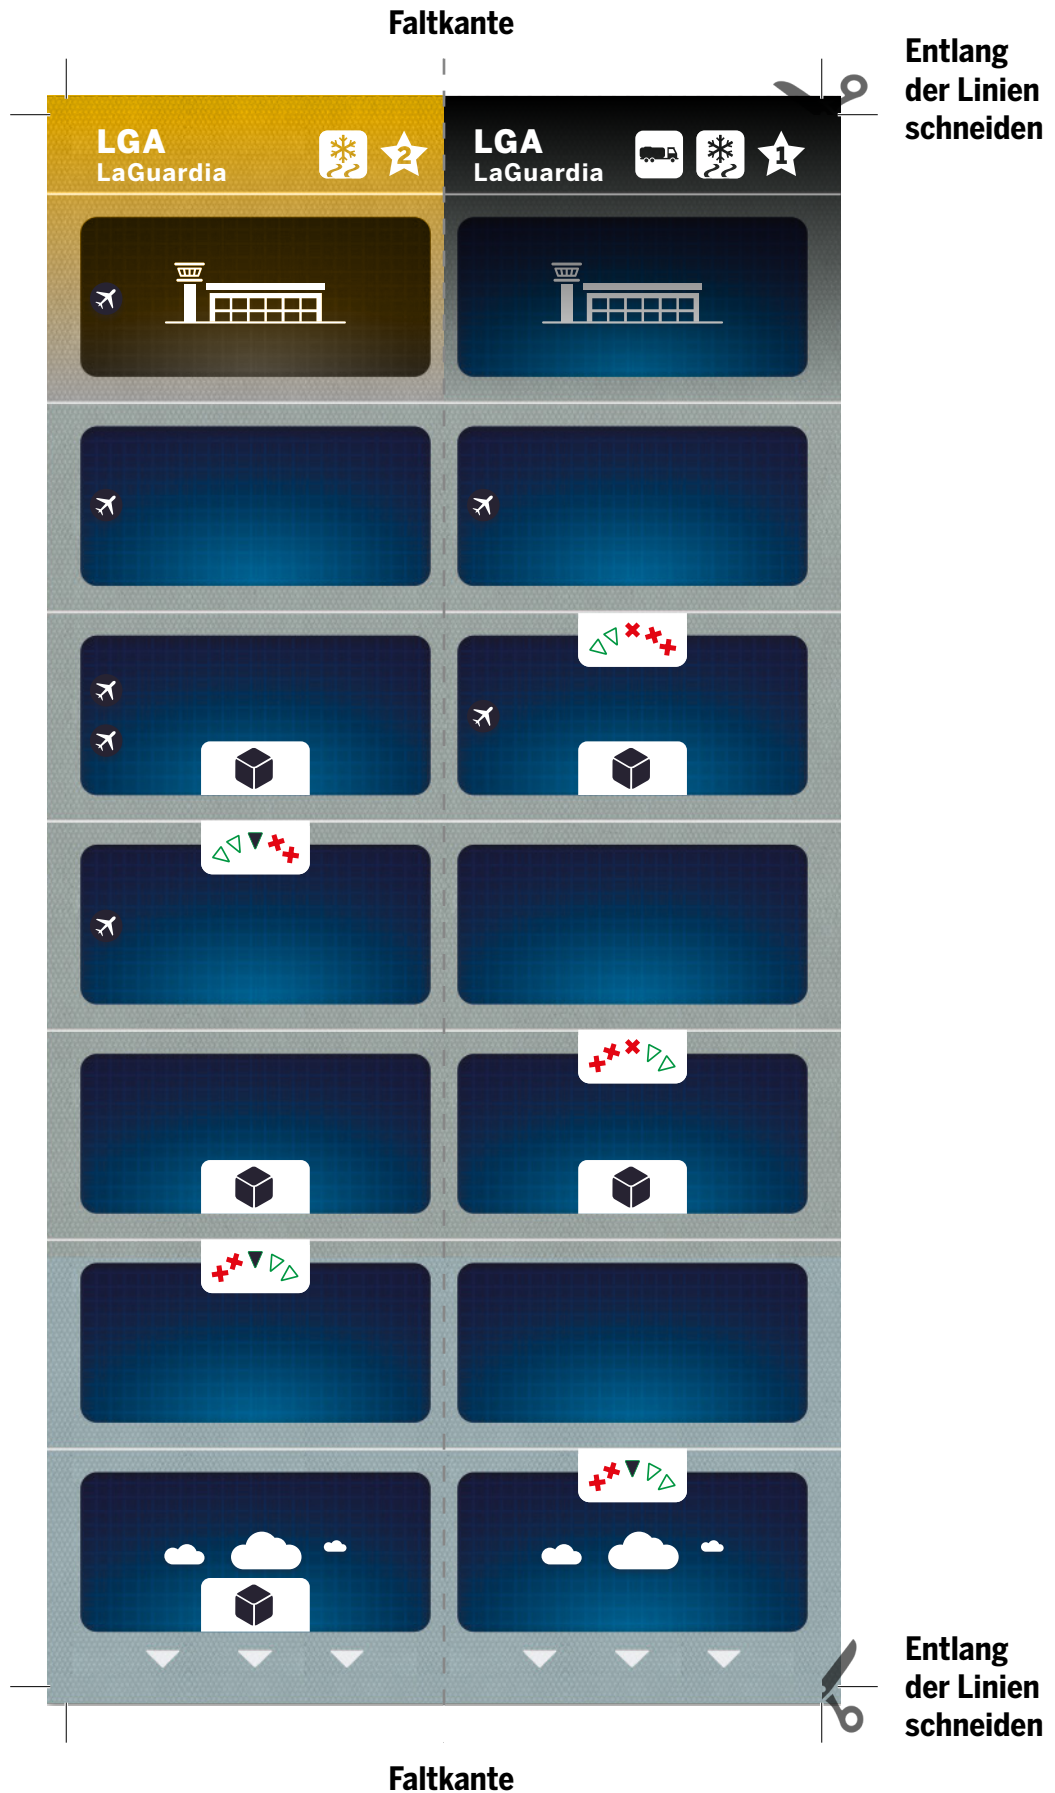 Faltkante
Entlang
der Linien
schneiden
LGA
LaGuardia
2
LGA
LaGuardia
1
Entlang
der Linien
schneiden
Faltkante